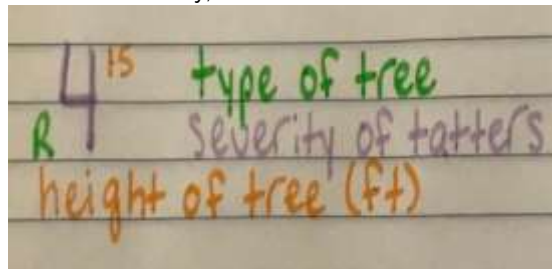 4 15 type of tree
R severity of tatters
height of tree (ft)